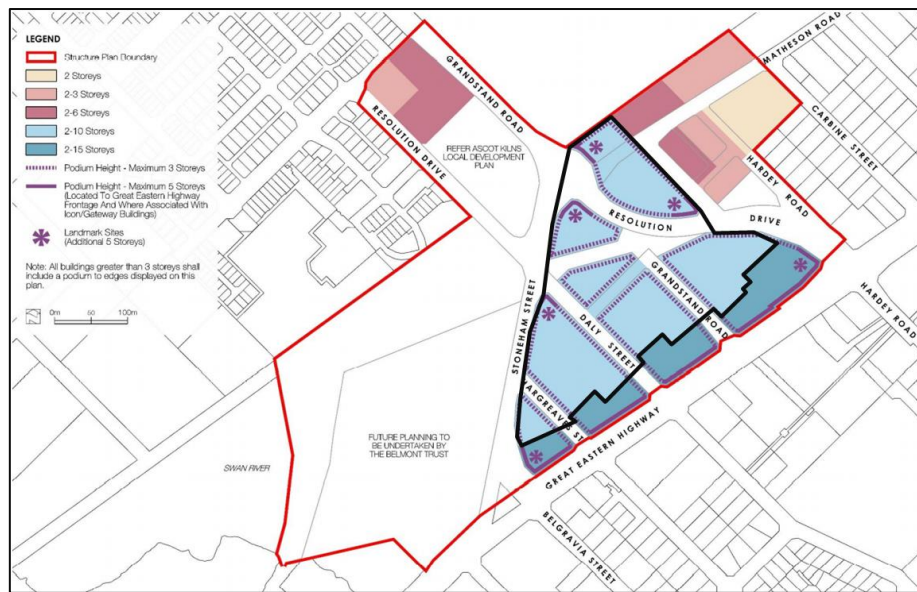 LEGEND
Structure Plan Boundary
2 Storeys
2-3 Storeys
2-6 Storeys
2-10 Storeys
2-15 Storeys
Podium Height - Maximum 3 Storeys
Podium Height - Maximum 5 Storeys
(Located To Great Eastern Highway
Frontage And Where Associated With
Icon/Gateway Buildings)
Landmark Sites
(Additional 5 Storeys)
Note: All buildings greater than 3 storeys shall
include a podium to edges displayed on this
plan.
0m 50 100m
GRANDSTAND ROAD
RESOLUTION DRIVE
REFER ASCOT KILNS
LOCAL DEVELOPMENT
PLAN
MATHESON ROAD
CARBINE STREET
HARDEY ROAD
RESOLUTION DRIVE
GRANDSTAND ROAD
HARDEY ROAD
STONEHAM STREET
DALY STREET
HARGREAVES ST
GREAT EASTERN HIGHWAY
FUTURE PLANNING TO
BE UNDERTAKEN BY
THE BELMONT TRUST
SWAN RIVER
BELGRAVIA STREET